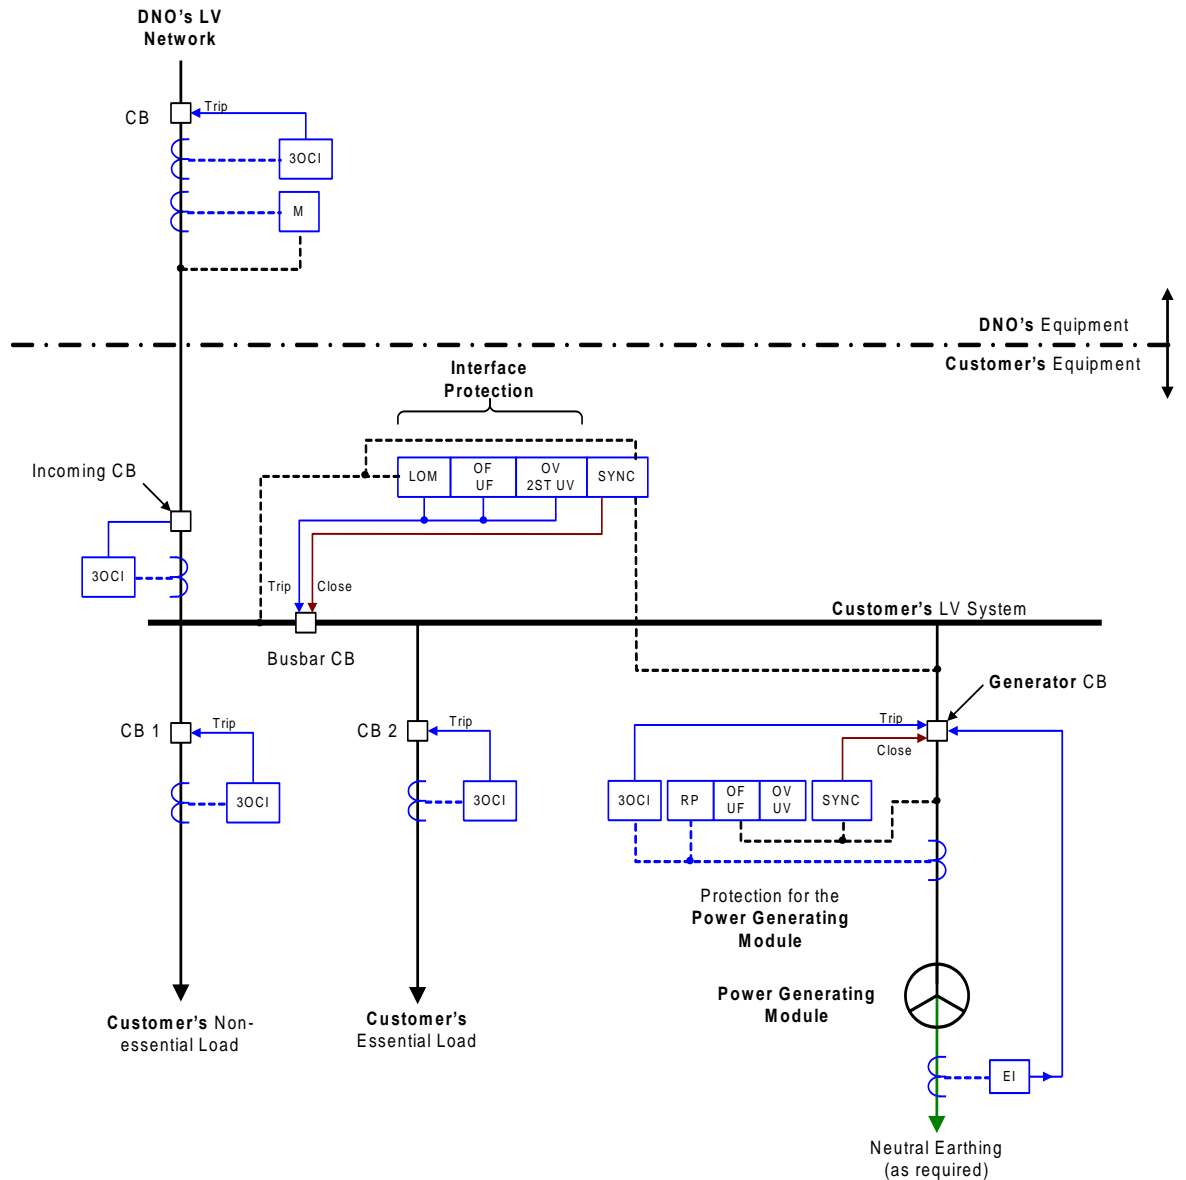 DNO's LV
Network
CB
Trip
3OCI
M
DNO's Equipment
Customer's Equipment
Interface
Protection
Incoming CB
LOM
OF
UF
OV
2ST UV
SYNC
3OCI
Trip
Close
Customer's LV System
Busbar CB
Generator CB
CB 1
Trip
CB 2
Trip
Trip
Close
3OCI
3OCI
3OCI
RP
OF
UF
OV
UV
SYNC
Protection for the
Power Generating
Module
Power Generating
Module
Customer's Non-
essential Load
Customer's
Essential Load
EI
Neutral Earthing
(as required)